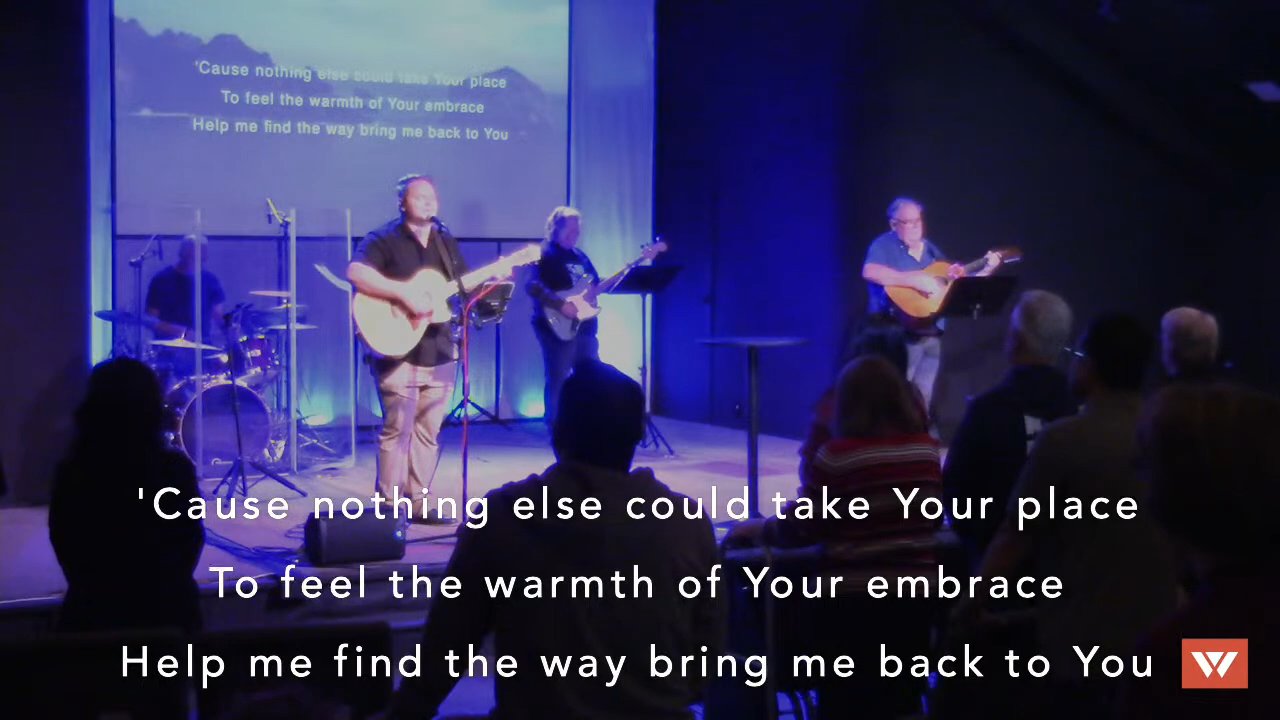 'Cause nothing else could take Your place
To feel the warmth of Your embrace
Help me find the way bring me back to You
'Cause nothing else could take Your place
To feel the warmth of Your embrace
Help me find the way bring me back to You
W